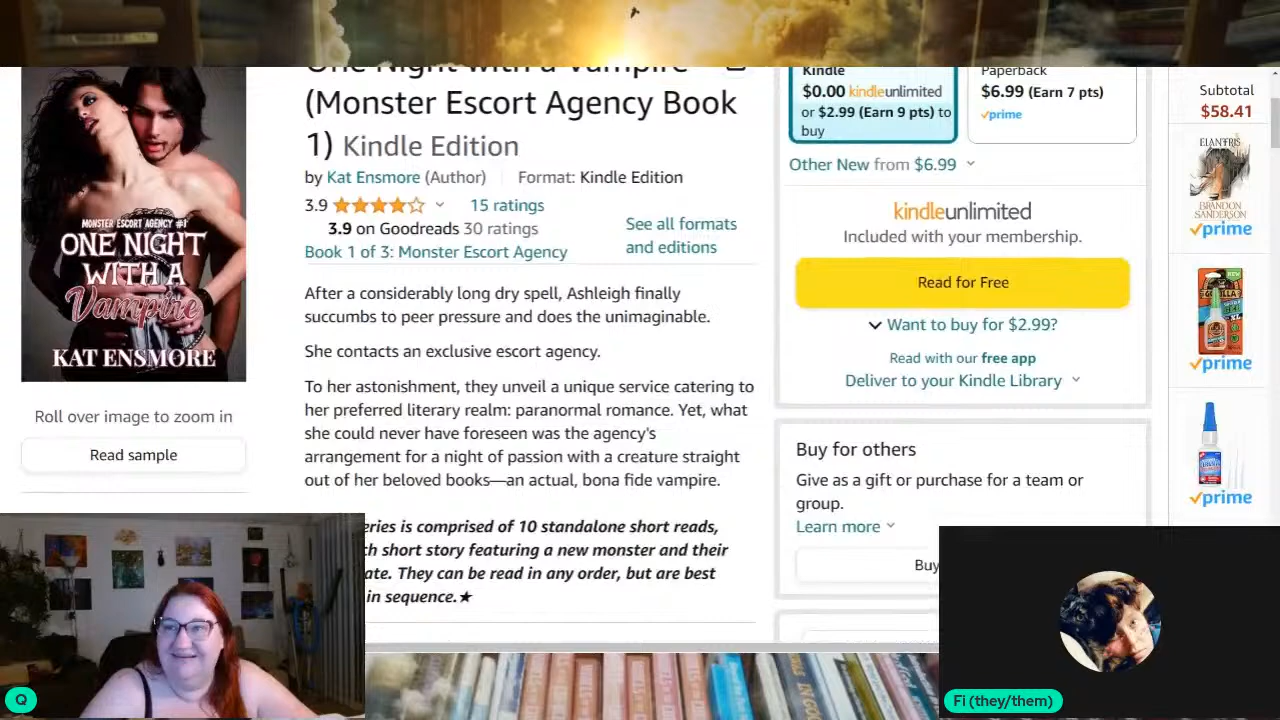 One Night with a Vampire
(Monster Escort Agency Book
1) Kindle Edition
by Kat Ensmore (Author) Format: Kindle Edition
3.9 15 ratings
3.9 on Goodreads 30 ratings
Book 1 of 3: Monster Escort Agency
See all formats
and editions
After a considerably long dry spell, Ashleigh finally
succumbs to peer pressure and does the unimaginable.
She contacts an exclusive escort agency.
To her astonishment, they unveil a unique service catering to
her preferred literary realm: paranormal romance. Yet, what
she could never have foreseen was the agency's
arrangement for a night of passion with a creature straight
out of her beloved books—an actual, bona fide vampire.
eries is comprised of 10 standalone short reads,
ch short story featuring a new monster and their
ate. They can be read in any order, but are best
in sequence.★
MONSTER ESCORT AGENCY #1
ONE NIGHT
WITH A
Vampire
KAT ENSMORE
Roll over image to zoom in
Read sample
Kindle
$0.00 kindleunlimited
or $2.99 (Earn 9 pts) to
buy
Paperback
$6.99 (Earn 7 pts)
prime
Other New from $6.99
kindleunlimited
Included with your membership.
Read for Free
Want to buy for $2.99?
Read with our free app
Deliver to your Kindle Library
Buy for others
Give as a gift or purchase for a team or
group.
Learn more
Buy
Subtotal
$58.41
ELANTRIS
BRANDON
SANDERSON
prime
prime
prime
Q
Fi (they/them)